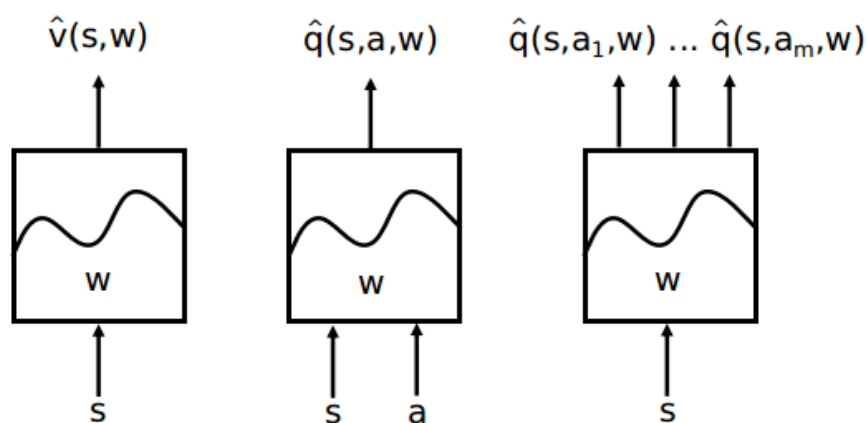 v̂(s,w) q̂(s,a,w) q̂(s,a₁,w) ... q̂(s,aₘ,w)
w w w
s s a s